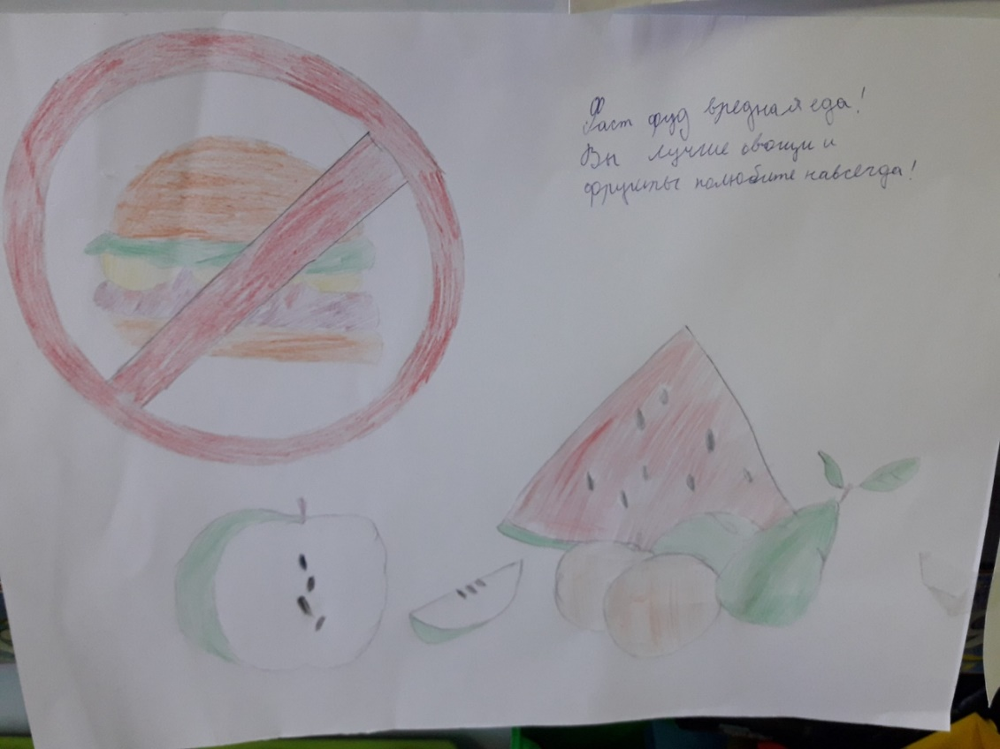 Фаст фуд вредная еда!
Вы лучше овощи и
фрукты полюбите навсегда!